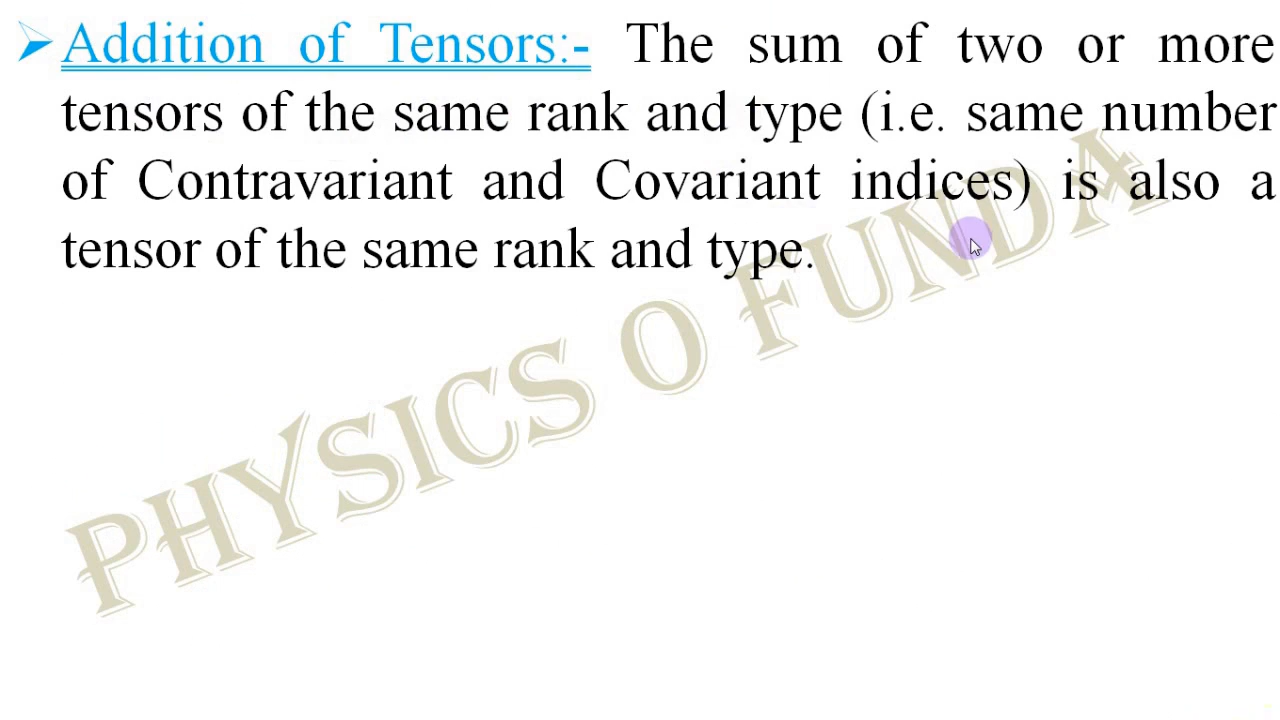 ➢ Addition of Tensors:- The sum of two or more
tensors of the same rank and type (i.e. same number
of Contravariant and Covariant indices) is also a
tensor of the same rank and type.
PHYSICS O FUNDA